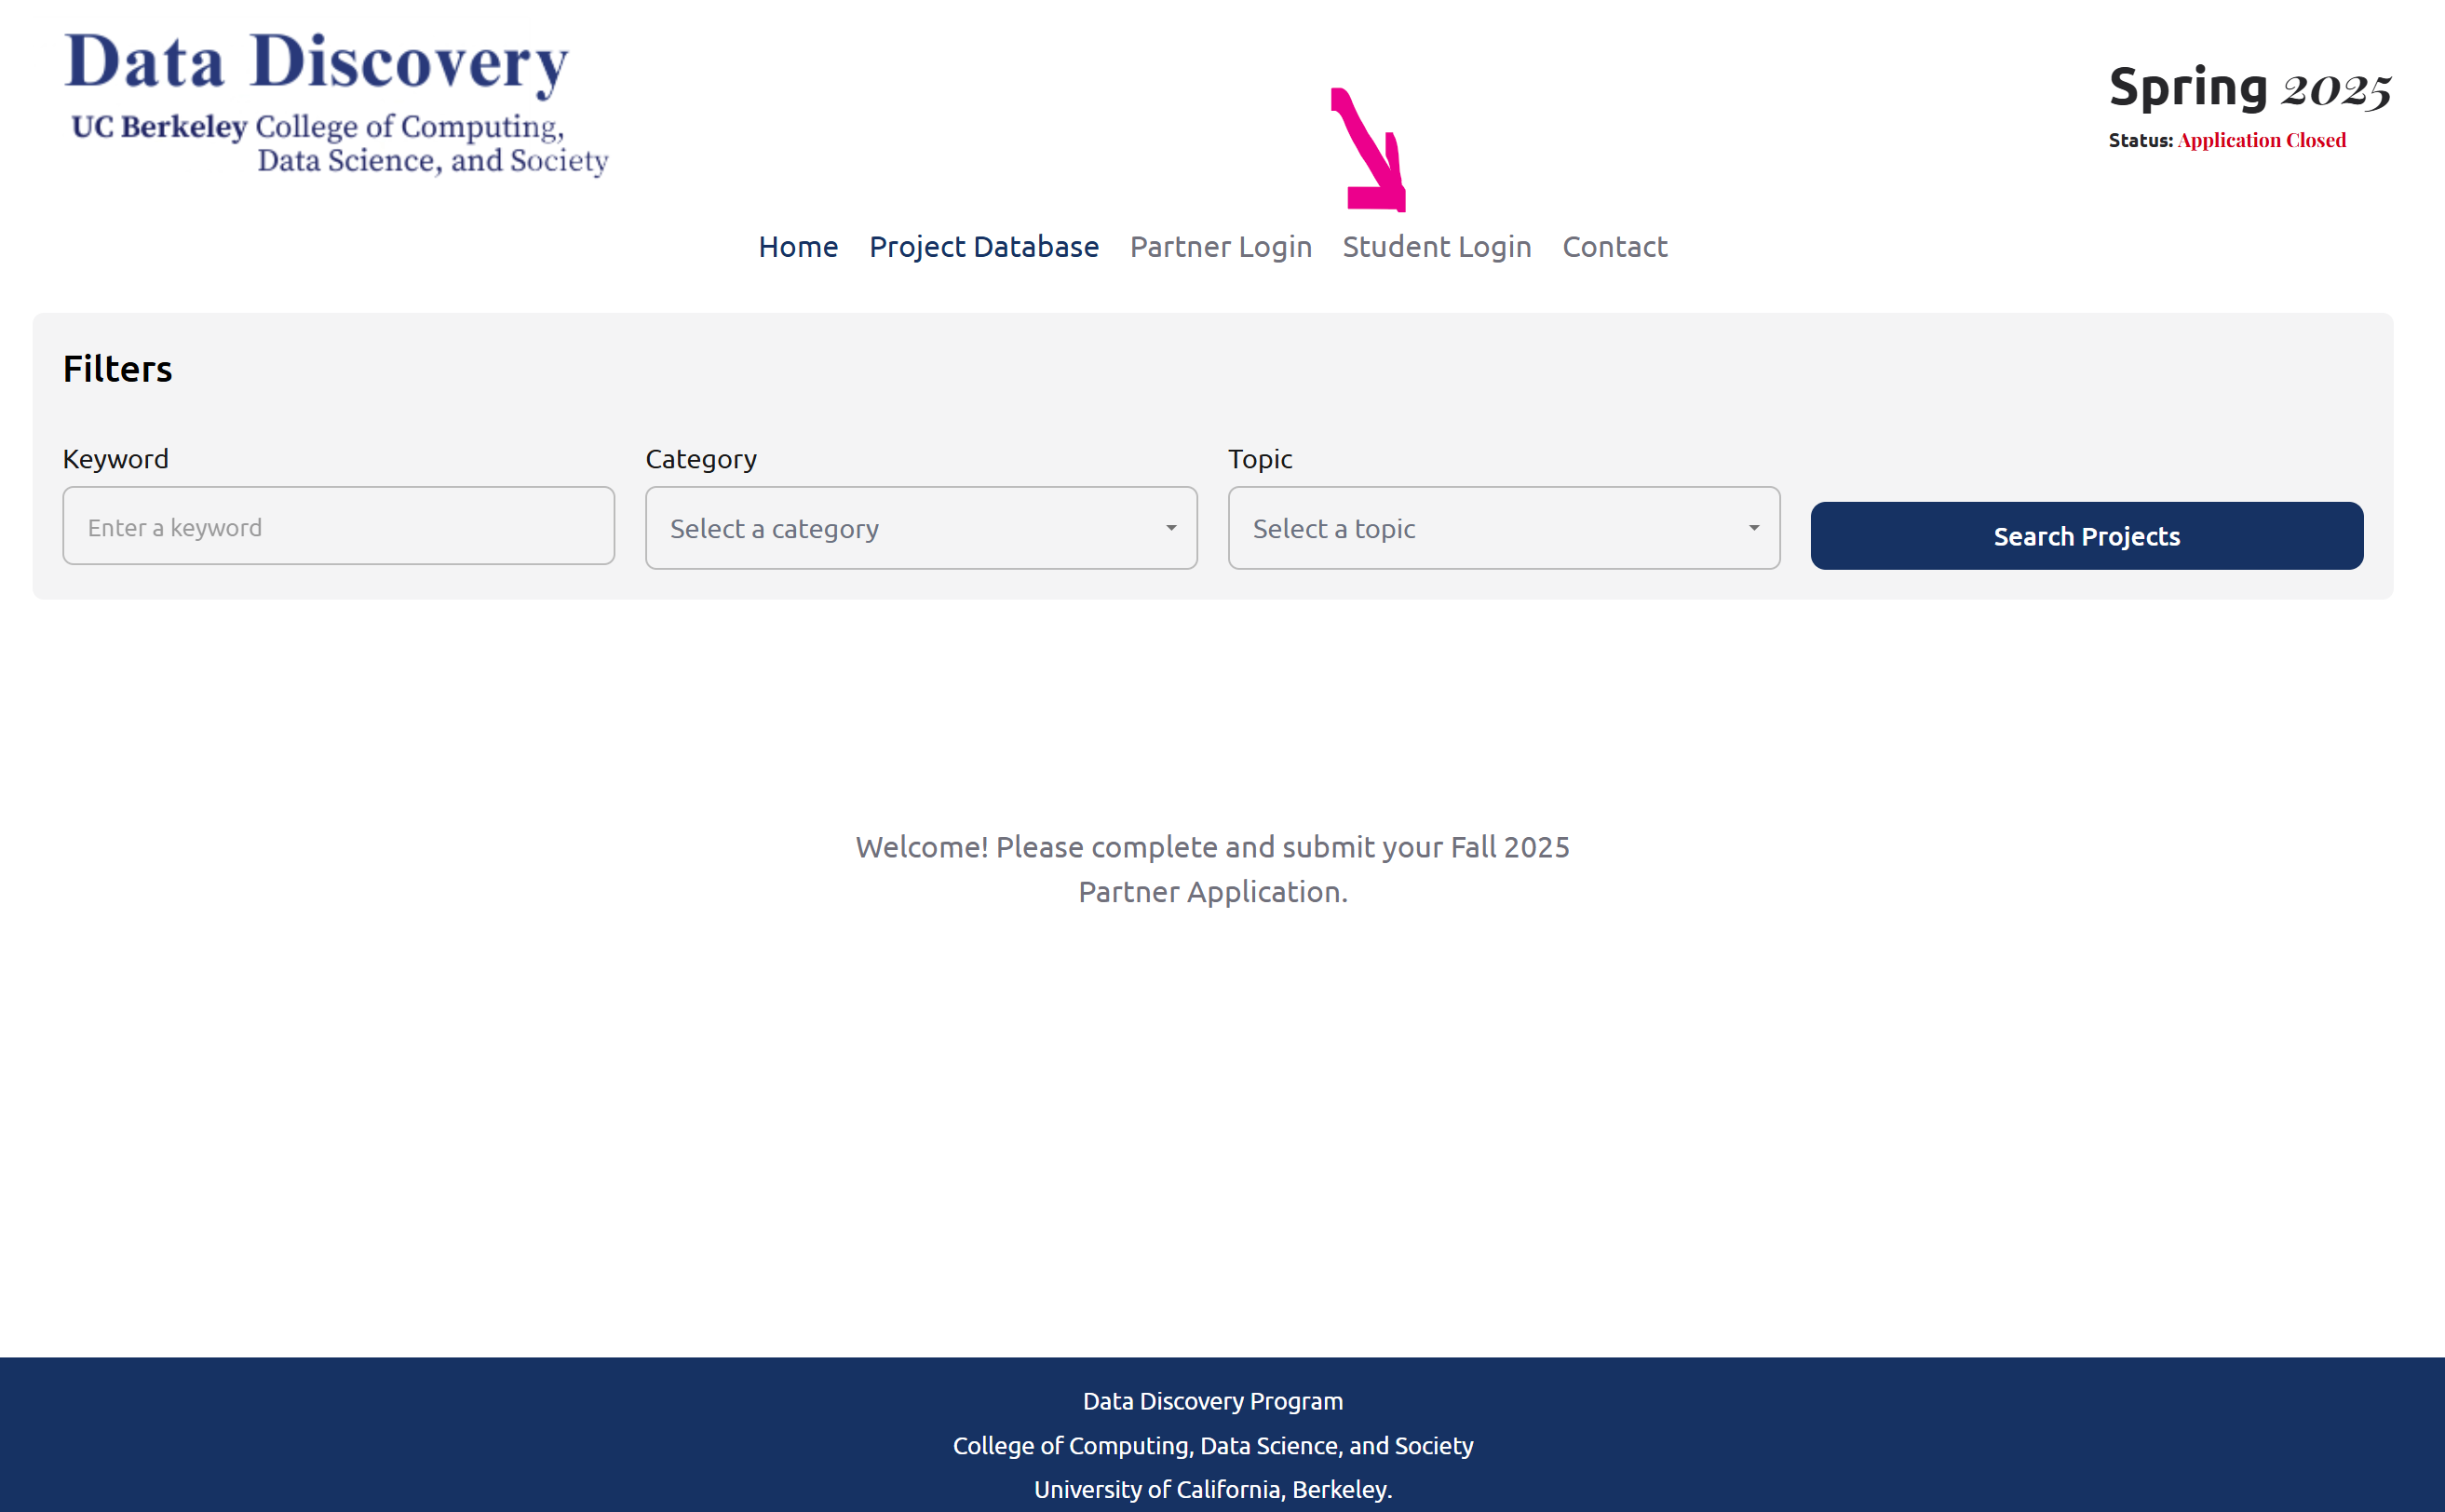 Data Discovery
UC Berkeley College of Computing,
Data Science, and Society
Spring 2025
Status: Application Closed
Home Project Database Partner Login Student Login Contact
Filters
Keyword Category Topic
Enter a keyword Select a category Select a topic Search Projects
Welcome! Please complete and submit your Fall 2025
Partner Application.
Data Discovery Program
College of Computing, Data Science, and Society
University of California, Berkeley.